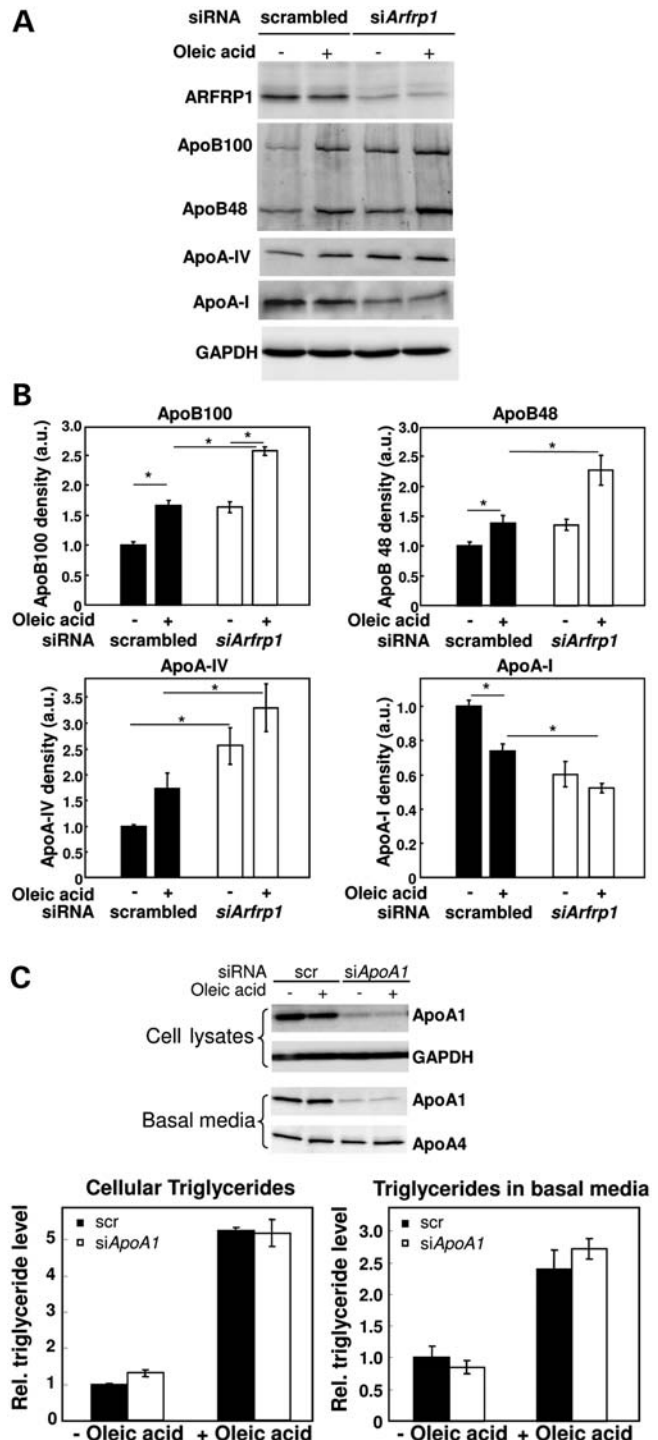 A
siRNA scrambled siArfrp1
Oleic acid - + - +
ARFRP1
ApoB100
ApoB48
ApoA-IV
ApoA-I
GAPDH
B
ApoB100
ApoB100 density (a.u.)
3.0
2.5
2.0
1.5
1.0
0.5
0
*
*
*
Oleic acid - + - +
siRNA scrambled siArfrp1
ApoB48
ApoB 48 density (a.u.)
3.0
2.5
2.0
1.5
1.0
0.5
0
*
*
Oleic acid - + - +
siRNA scrambled siArfrp1
ApoA-IV
ApoA-IV density (a.u.)
3.5
3.0
2.5
2.0
1.5
1.0
0.5
0
*
*
Oleic acid - + - +
siRNA scrambled siArfrp1
ApoA-I
ApoA-I density (a.u.)
1.0
0.8
0.6
0.4
0.2
0
*
*
Oleic acid - + - +
siRNA scrambled siArfrp1
C
siRNA scr siApoA1
Oleic acid - + - +
Cell lysates
ApoA1
GAPDH
Basal media
ApoA1
ApoA4
Cellular Triglycerides
Rel. triglyceride level
scr
siApoA1
5
4
3
2
1
0
- Oleic acid + Oleic acid
Triglycerides in basal media
Rel. triglyceride level
scr
siApoA1
3.0
2.5
2.0
1.5
1.0
0.5
0
- Oleic acid + Oleic acid